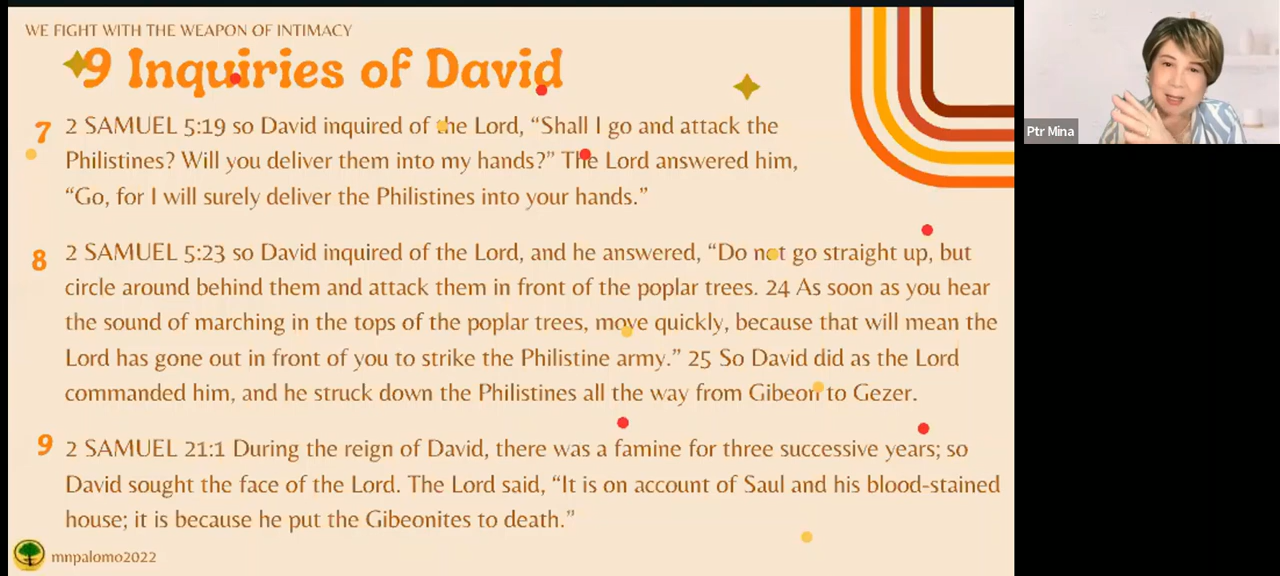 WE FIGHT WITH THE WEAPON OF INTIMACY
9 Inquiries of David
7 2 SAMUEL 5:19 so David inquired of the Lord, “Shall I go and attack the
Philistines? Will you deliver them into my hands?” The Lord answered him,
“Go, for I will surely deliver the Philistines into your hands.”
8 2 SAMUEL 5:23 so David inquired of the Lord, and he answered, “Do not go straight up, but
circle around behind them and attack them in front of the poplar trees. 24 As soon as you hear
the sound of marching in the tops of the poplar trees, move quickly, because that will mean the
Lord has gone out in front of you to strike the Philistine army.” 25 So David did as the Lord
commanded him, and he struck down the Philistines all the way from Gibeon to Gezer.
9 2 SAMUEL 21:1 During the reign of David, there was a famine for three successive years; so
David sought the face of the Lord. The Lord said, “It is on account of Saul and his blood-stained
house; it is because he put the Gibeonites to death.”
mnpalomo2022
Ptr Mina